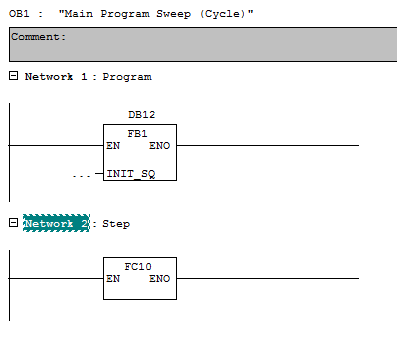 OB1 : "Main Program Sweep (Cycle)"
Comment:
Network 1 : Program
DB12
FB1
EN ENO
... INIT_SQ
Network 2 : Step
FC10
EN ENO